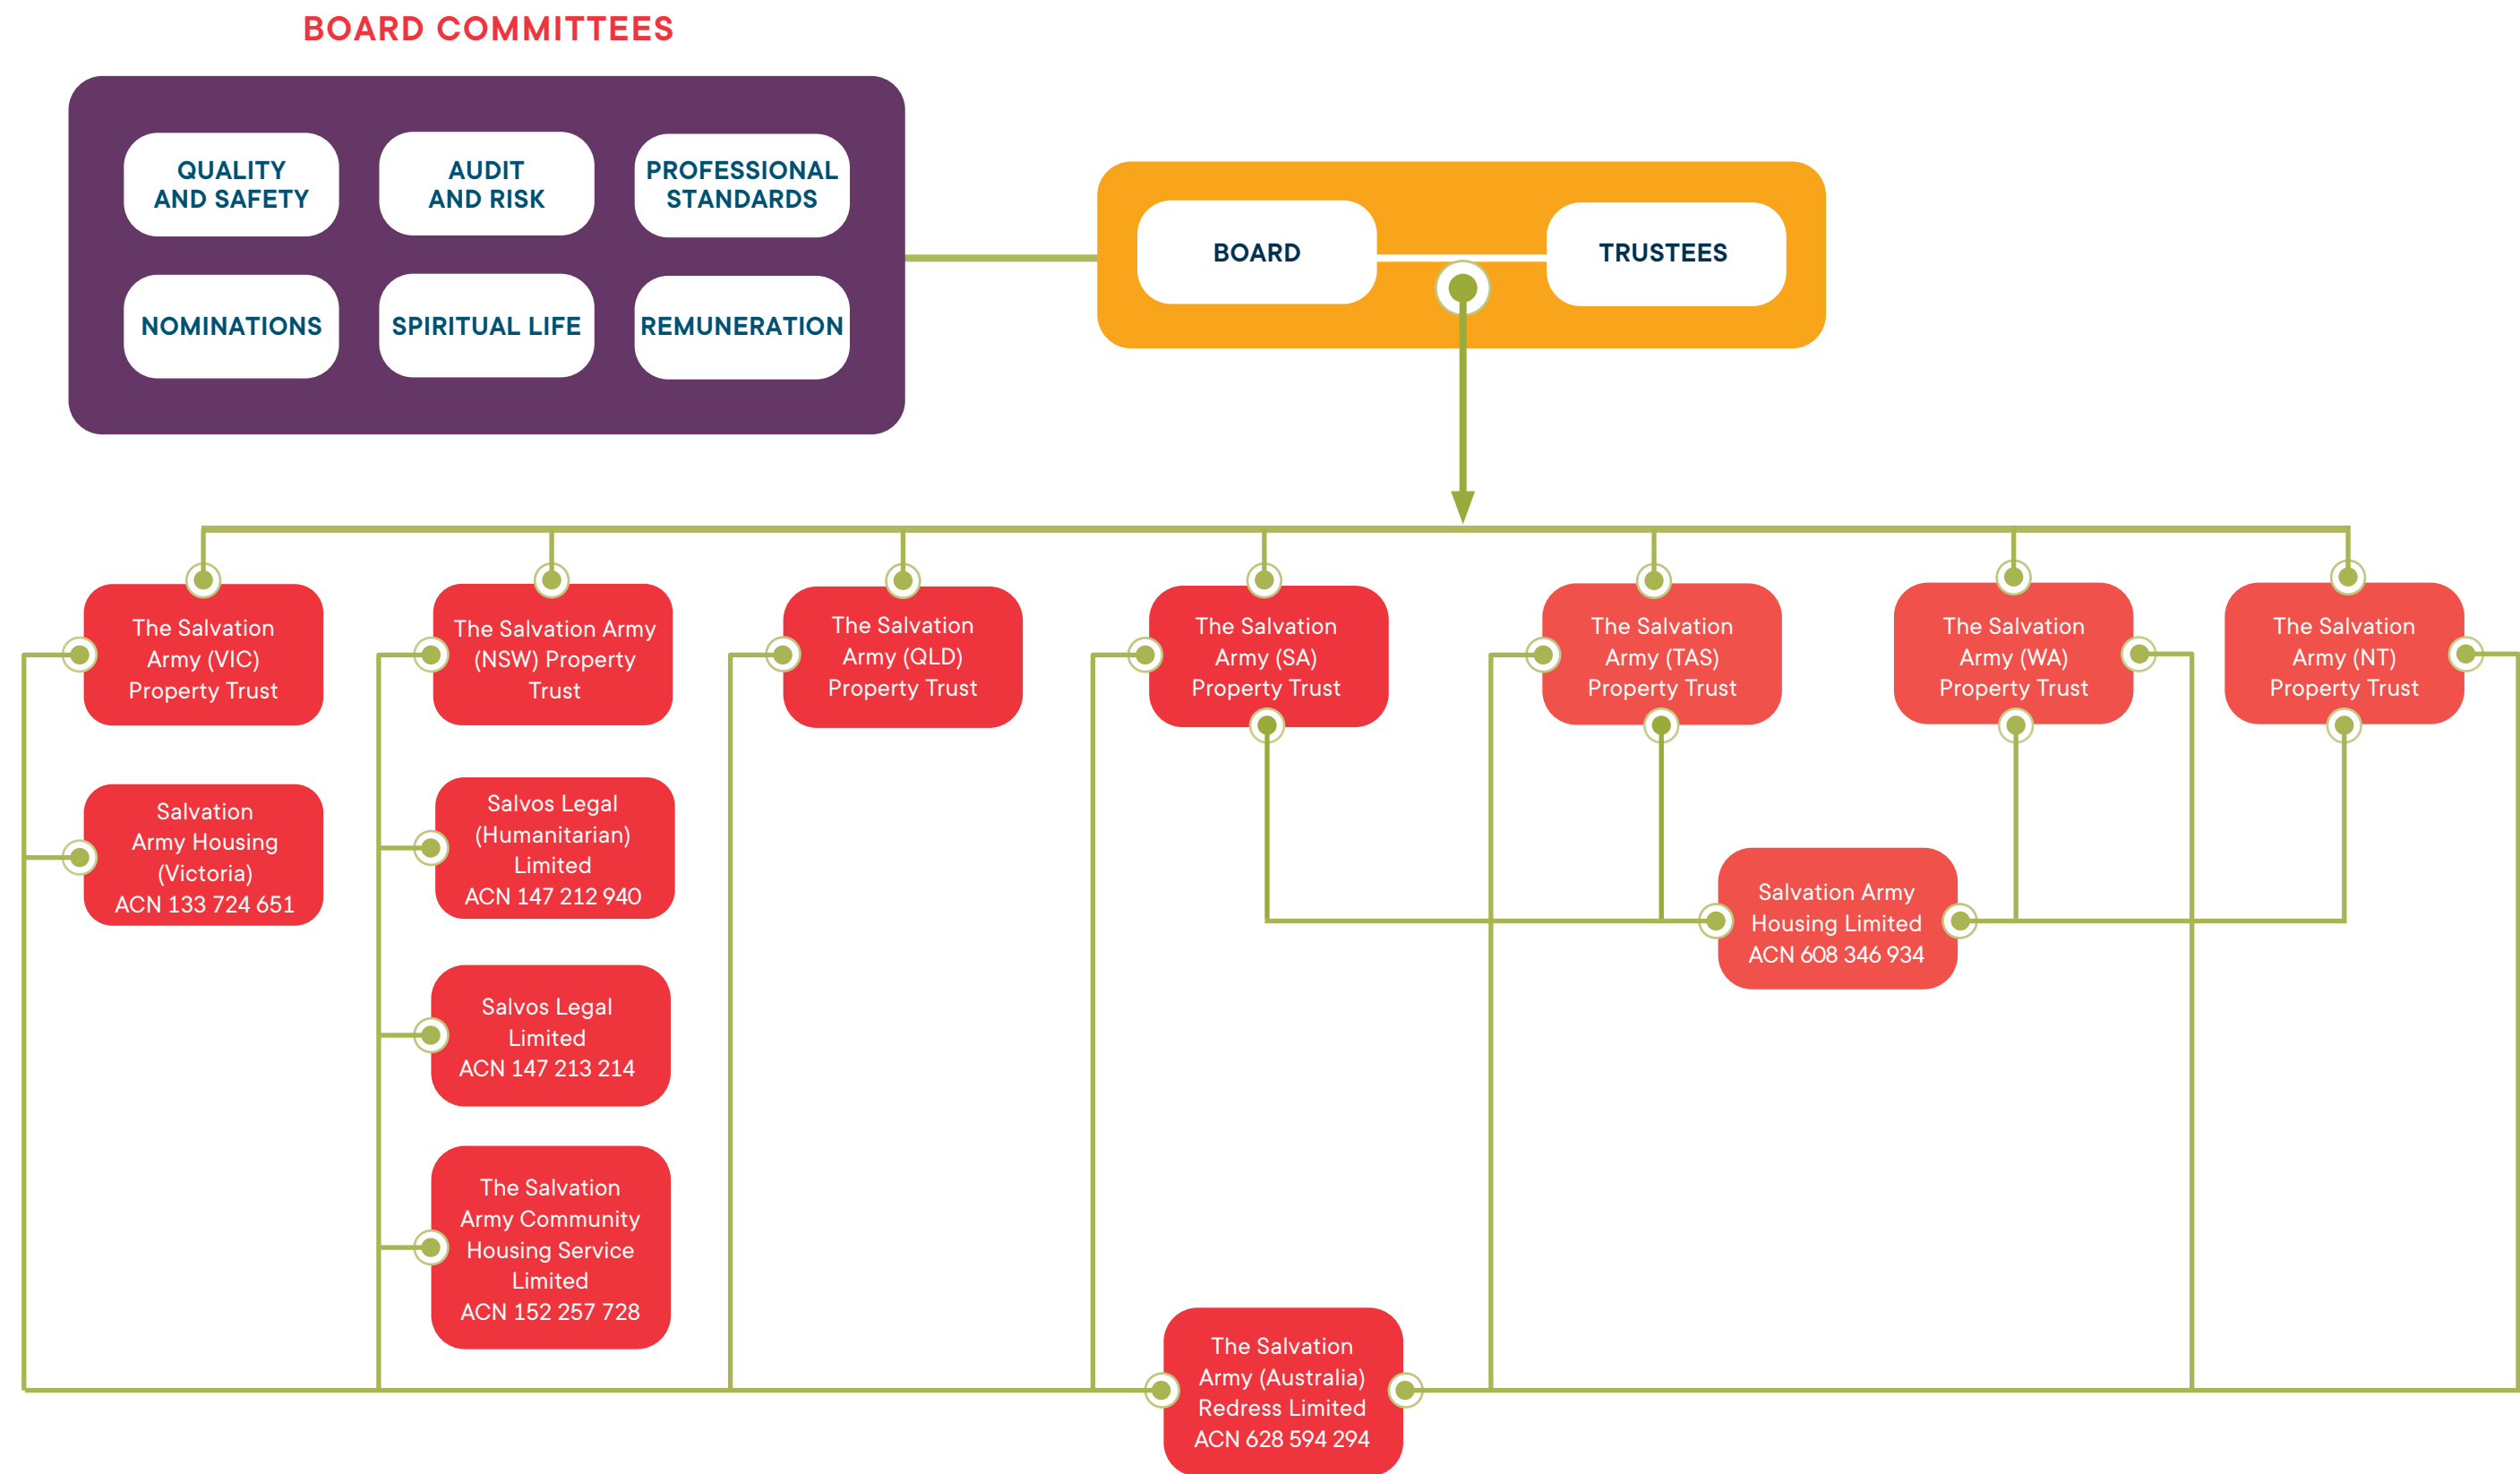 BOARD COMMITTEES
QUALITY
AND SAFETY
AUDIT
AND RISK
PROFESSIONAL
STANDARDS
NOMINATIONS
SPIRITUAL LIFE
REMUNERATION
BOARD
TRUSTEES
The Salvation
Army (VIC)
Property Trust
The Salvation Army
(NSW) Property
Trust
The Salvation
Army (QLD)
Property Trust
The Salvation
Army (SA)
Property Trust
The Salvation
Army (TAS)
Property Trust
The Salvation
Army (WA)
Property Trust
The Salvation
Army (NT)
Property Trust
Salvation
Army Housing
(Victoria)
ACN 133 724 651
Salvos Legal
(Humanitarian)
Limited
ACN 147 212 940
Salvation Army
Housing Limited
ACN 608 346 934
Salvos Legal
Limited
ACN 147 213 214
The Salvation
Army Community
Housing Service
Limited
ACN 152 257 728
The Salvation
Army (Australia)
Redress Limited
ACN 628 594 294